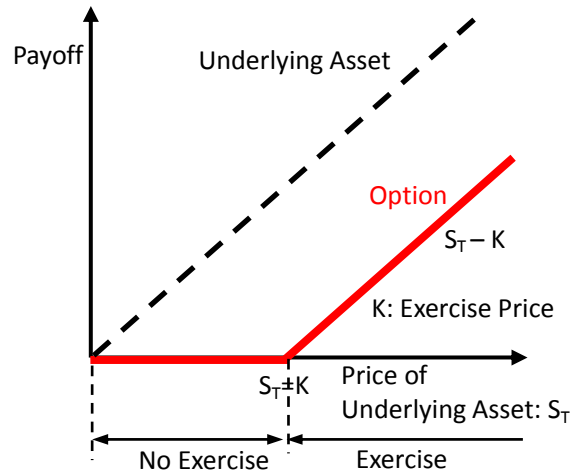 Payoff
Underlying Asset
Option
S_T – K
K: Exercise Price
S_T=K
Price of
Underlying Asset: S_T
No Exercise
Exercise